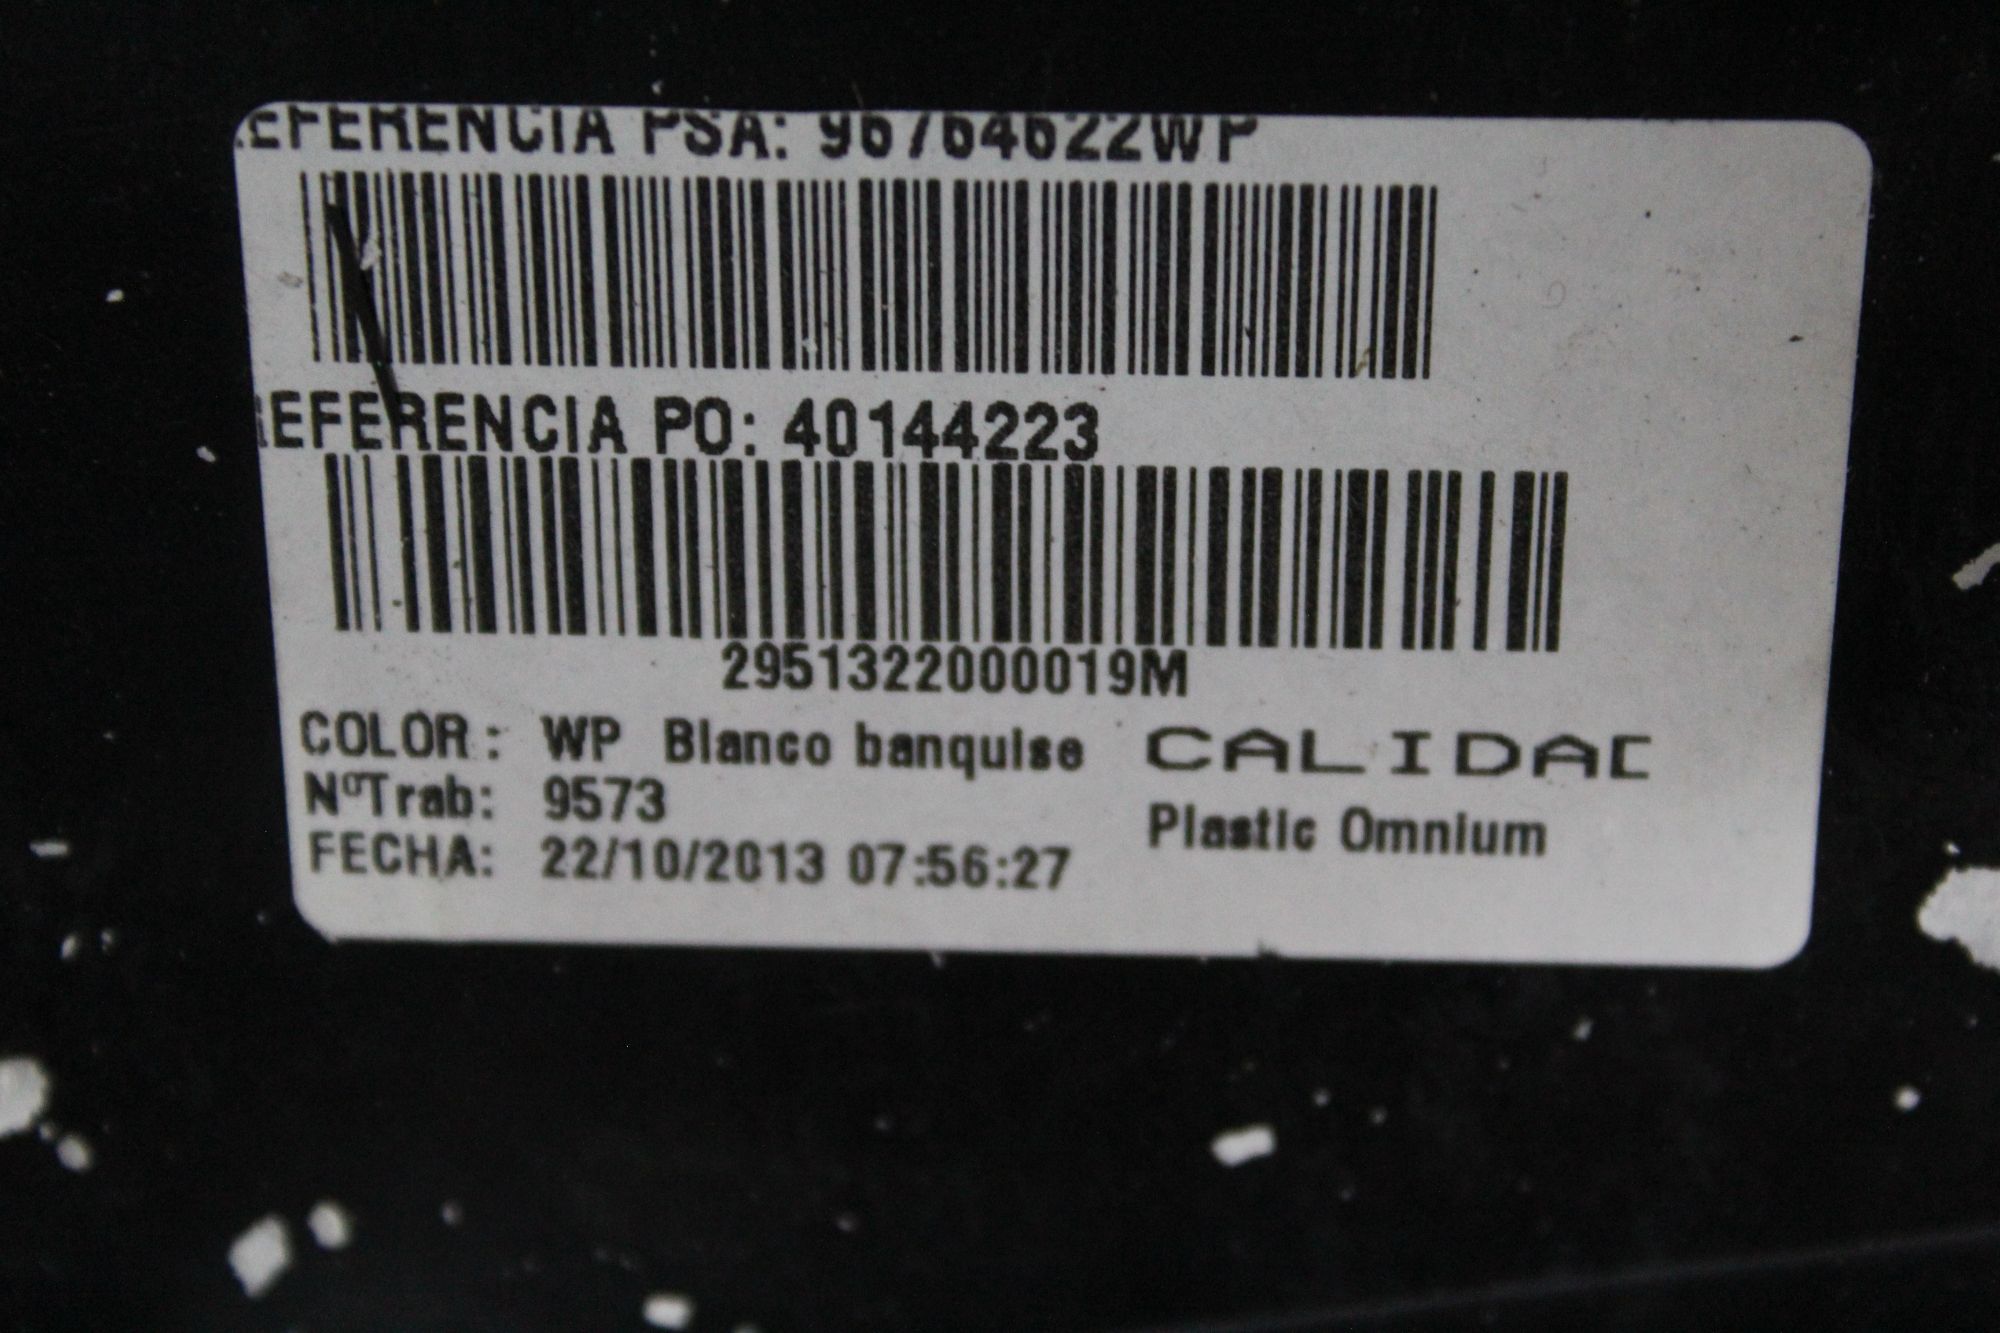 EFERENCIA PSA: 96764622WP
EFERENCIA PO: 40144223
2951322000019M
COLOR: WP Blanco banquise CALIDAD
NºTrab: 9573
Plastic Omnium
FECHA: 22/10/2013 07:56:27